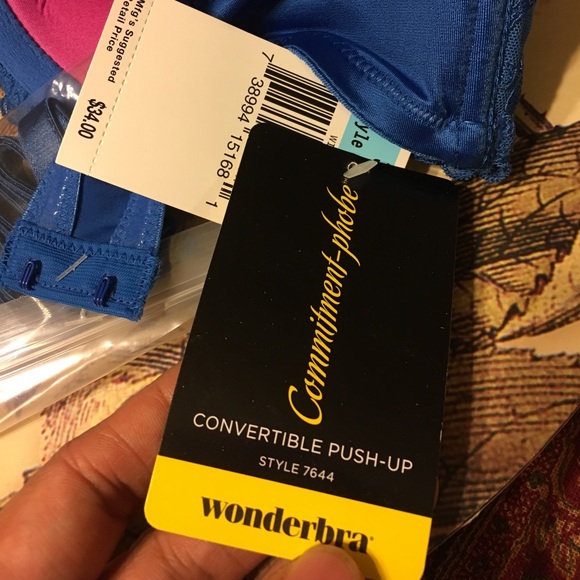 Mfg's Suggested
Retail Price
$34.00
7 38994 15168 1
Commitment-phobe
CONVERTIBLE PUSH-UP
STYLE 7644
wonderbra